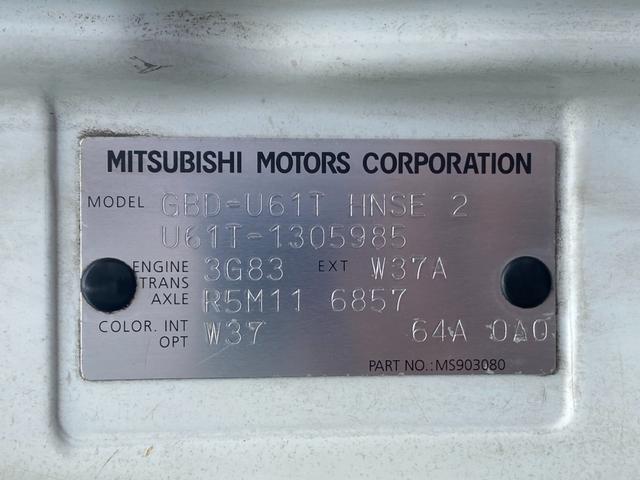 MITSUBISHI MOTORS CORPORATION
MODEL GBD-U61T HNSE 2
U61T-1305985
ENGINE 3G83 EXT W37A
TRANS
AXLE R5M11 6857
COLOR. INT W37 64A 0A0
OPT
PART NO.: MS903080